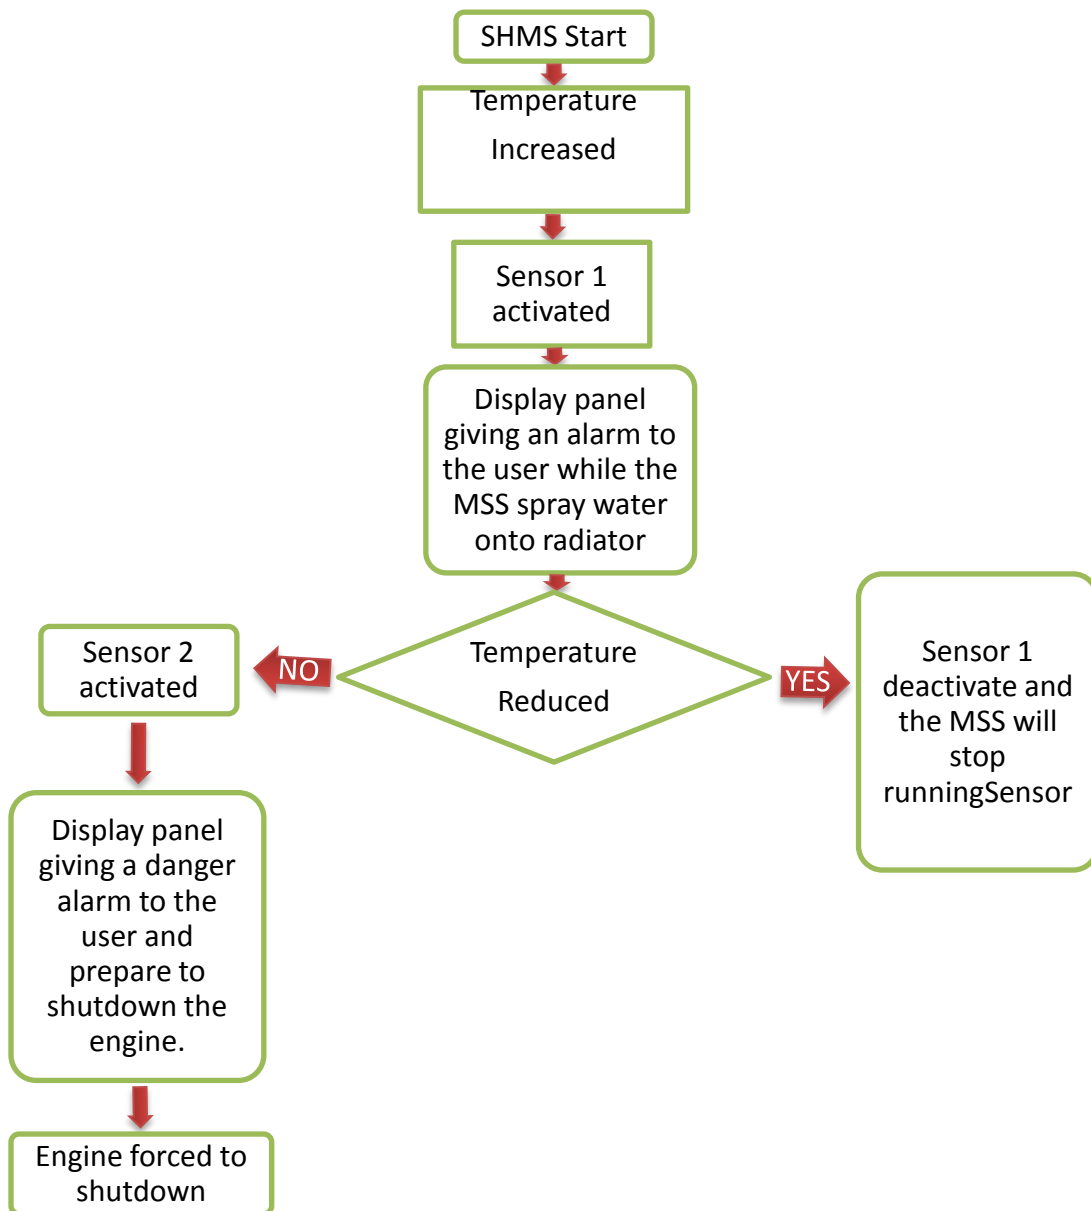 SHMS Start
Temperature
Increased
Sensor 1
activated
Display panel
giving an alarm to
the user while the
MSS spray water
onto radiator
Temperature
Reduced
NO
YES
Sensor 2
activated
Sensor 1
deactivate and
the MSS will
stop
runningSensor
Display panel
giving a danger
alarm to the
user and
prepare to
shutdown the
engine.
Engine forced to
shutdown